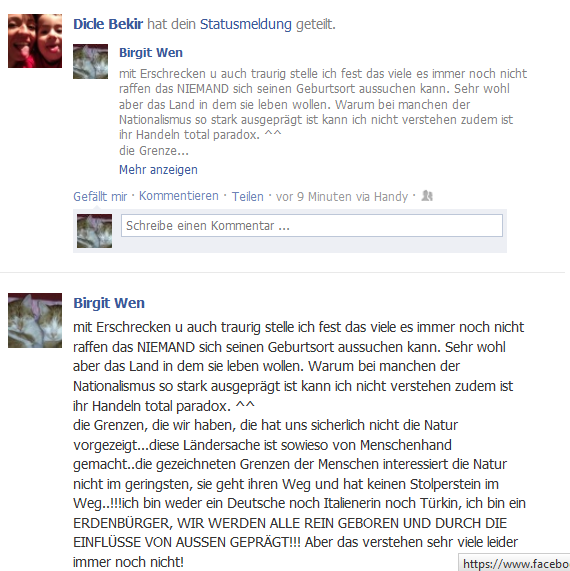 Dicle Bekir hat dein Statusmeldung geteilt.
Birgit Wen
mit Erschrecken u auch traurig stelle ich fest das viele es immer noch nicht
raffen das NIEMAND sich seinen Geburtsort aussuchen kann. Sehr wohl
aber das Land in dem sie leben wollen. Warum bei manchen der
Nationalismus so stark ausgeprägt ist kann ich nicht verstehen zudem ist
ihr Handeln total paradox. ^^
die Grenze...
Mehr anzeigen
Gefällt mir · Kommentieren · Teilen · vor 9 Minuten via Handy ·
Schreibe einen Kommentar ...
Birgit Wen
mit Erschrecken u auch traurig stelle ich fest das viele es immer noch nicht
raffen das NIEMAND sich seinen Geburtsort aussuchen kann. Sehr wohl
aber das Land in dem sie leben wollen. Warum bei manchen der
Nationalismus so stark ausgeprägt ist kann ich nicht verstehen zudem ist
ihr Handeln total paradox. ^^
die Grenzen, die wir haben, die hat uns sicherlich nicht die Natur
vorgezeigt...diese Ländersache ist sowieso von Menschenhand
gemacht..die gezeichneten Grenzen der Menschen interessiert die Natur
nicht im geringsten, sie geht ihren Weg und hat keinen Stolperstein im
Weg..!!!ich bin weder ein Deutsche noch Italienerin noch Türkin, ich bin ein
ERDENBÜRGER, WIR WERDEN ALLE REIN GEBOREN UND DURCH DIE
EINFLÜSSE VON AUSSEN GEPRÄGT!!! Aber das verstehen sehr viele leider
immer noch nicht!
https://www.facebo